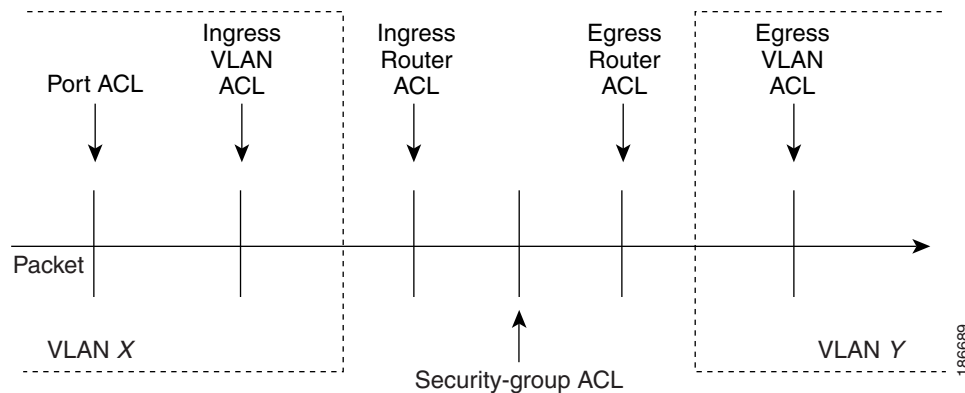 Port ACL
Ingress
VLAN
ACL
Ingress
Router
ACL
Egress
Router
ACL
Egress
VLAN
ACL
Packet
VLAN X
VLAN Y
Security-group ACL
186689